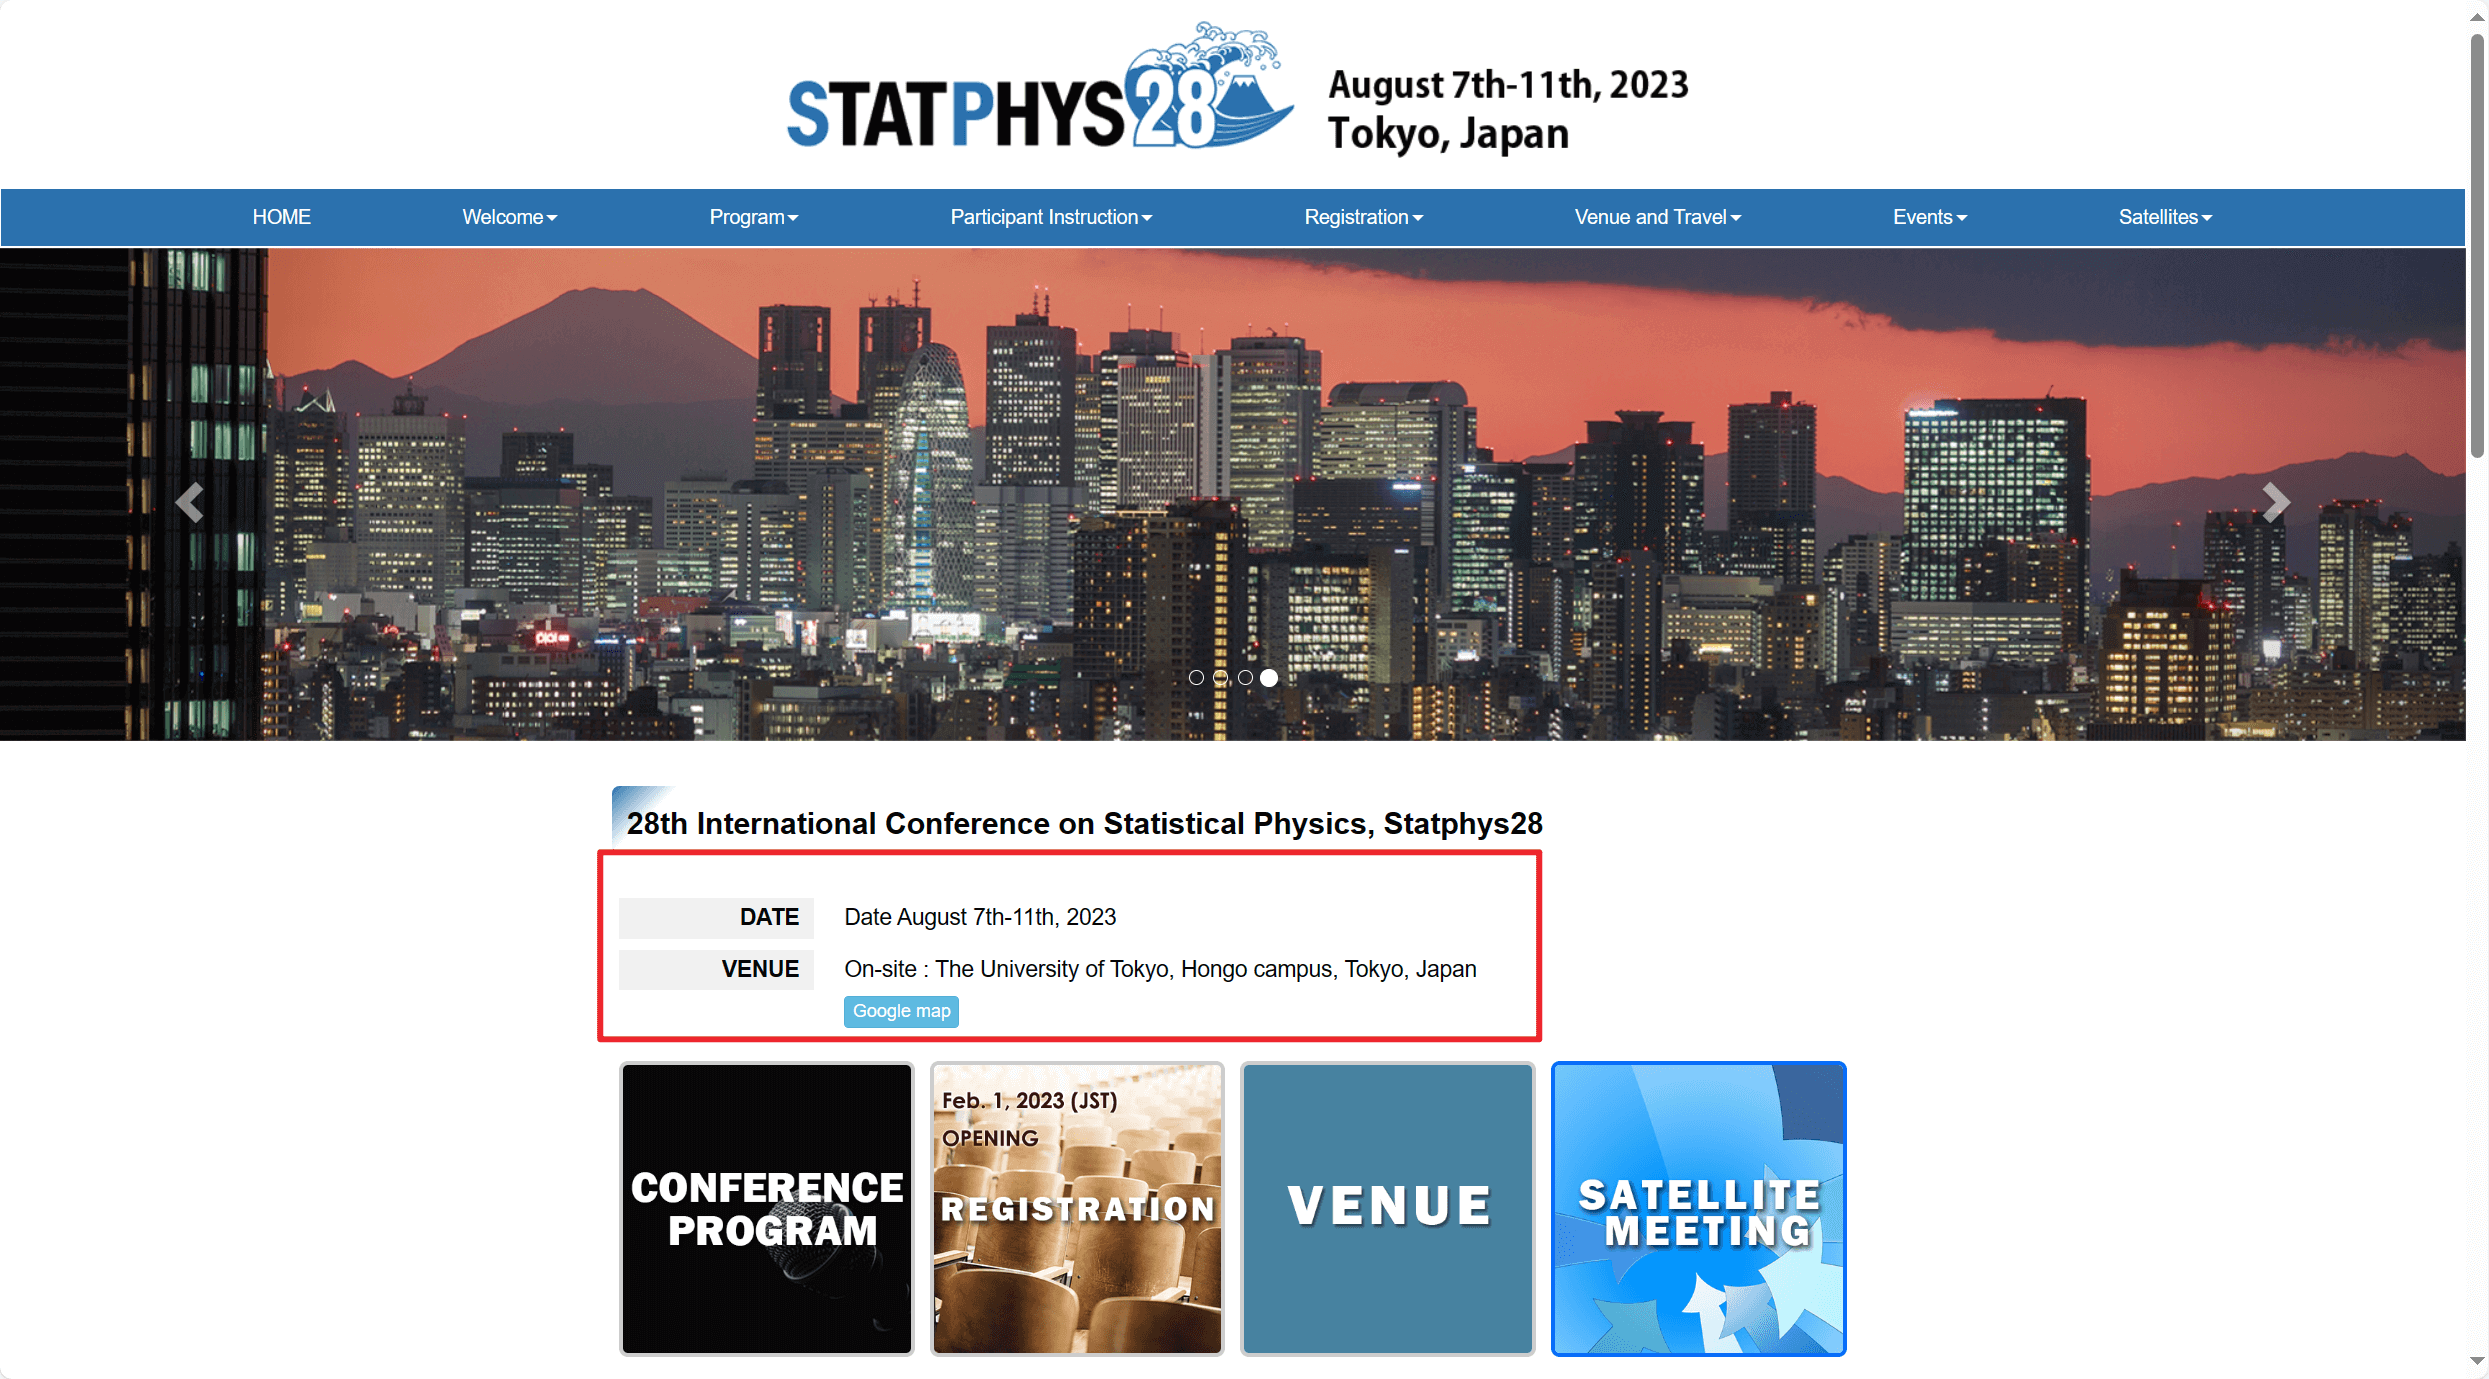 STATPHYS28
August 7th-11th, 2023
Tokyo, Japan
HOME Welcome Program Participant Instruction Registration Venue and Travel Events Satellites
28th International Conference on Statistical Physics, Statphys28
DATE Date August 7th-11th, 2023
VENUE On-site : The University of Tokyo, Hongo campus, Tokyo, Japan
Google map
CONFERENCE
PROGRAM
Feb. 1, 2023 (JST)
OPENING
REGISTRATION
VENUE
SATELLITE
MEETING